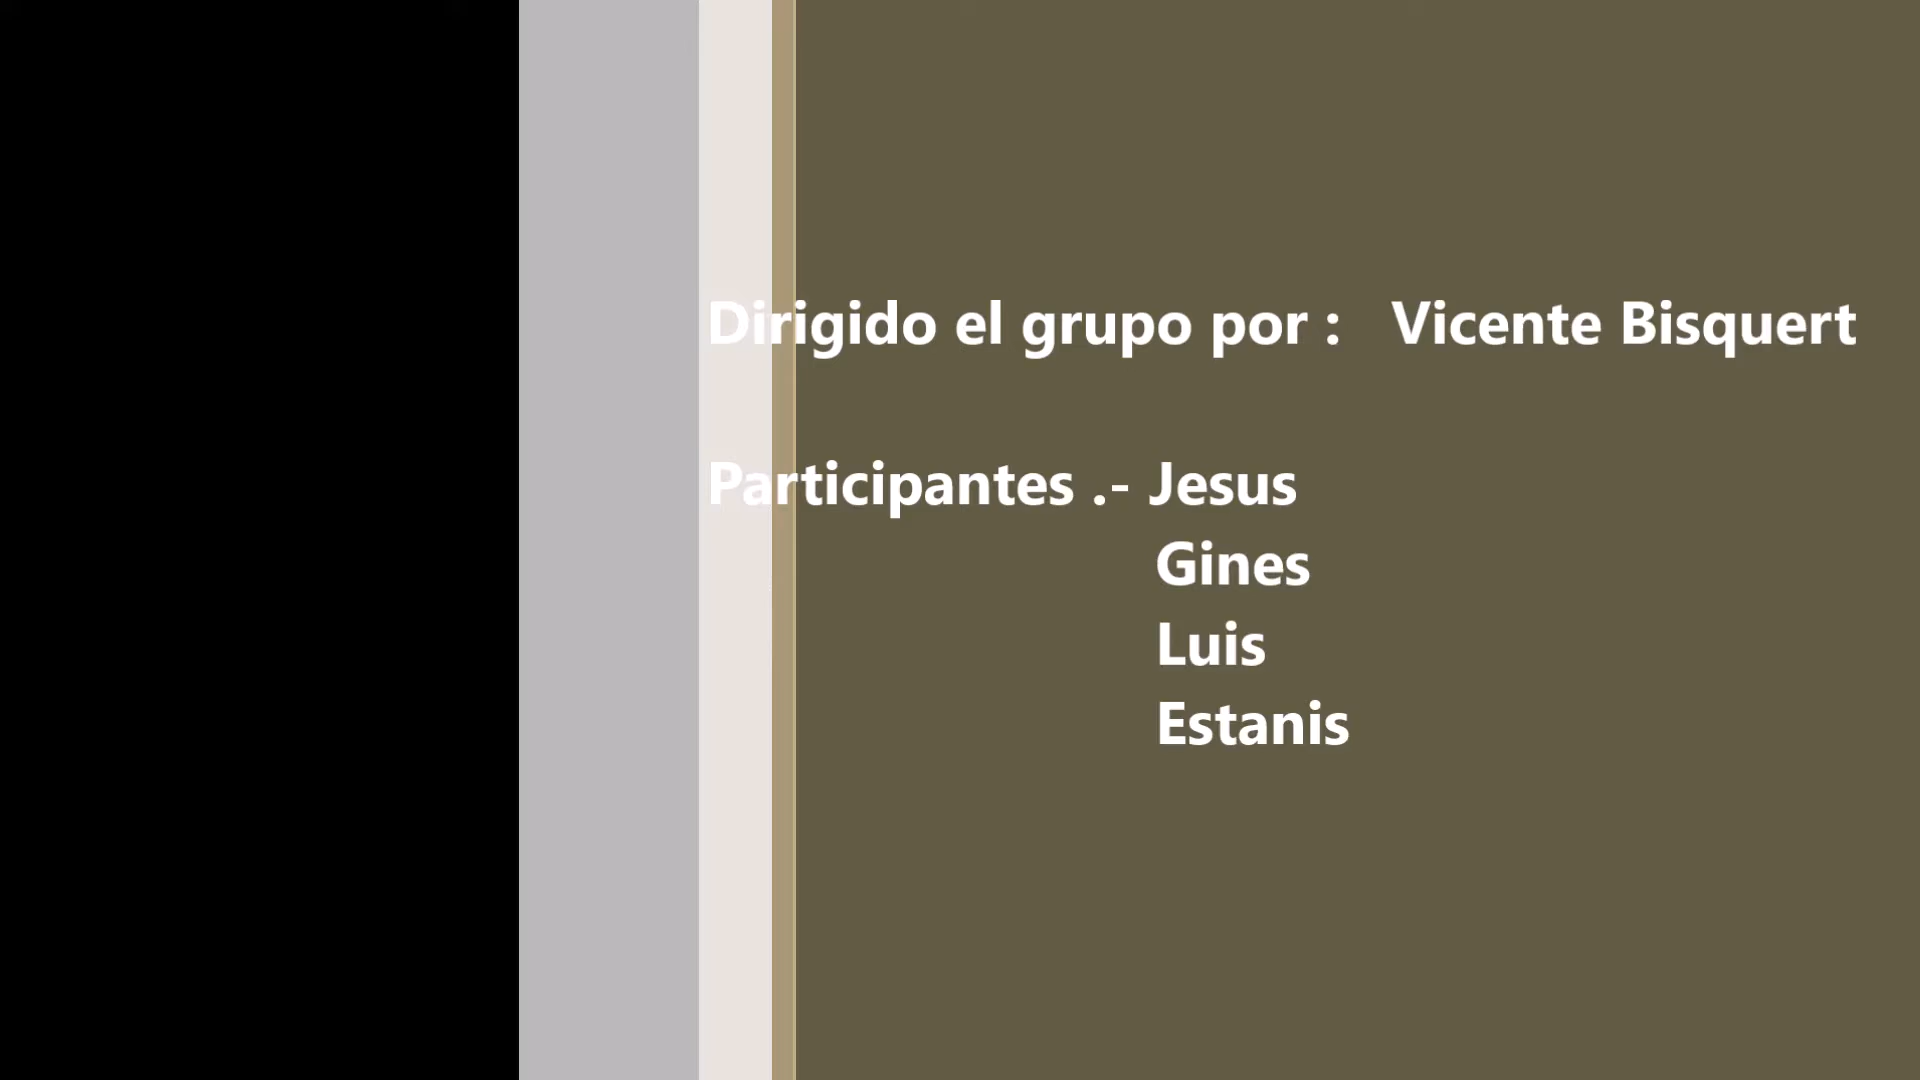 Dirigido el grupo por : Vicente Bisquert
Participantes .- Jesus
Gines
Luis
Estanis